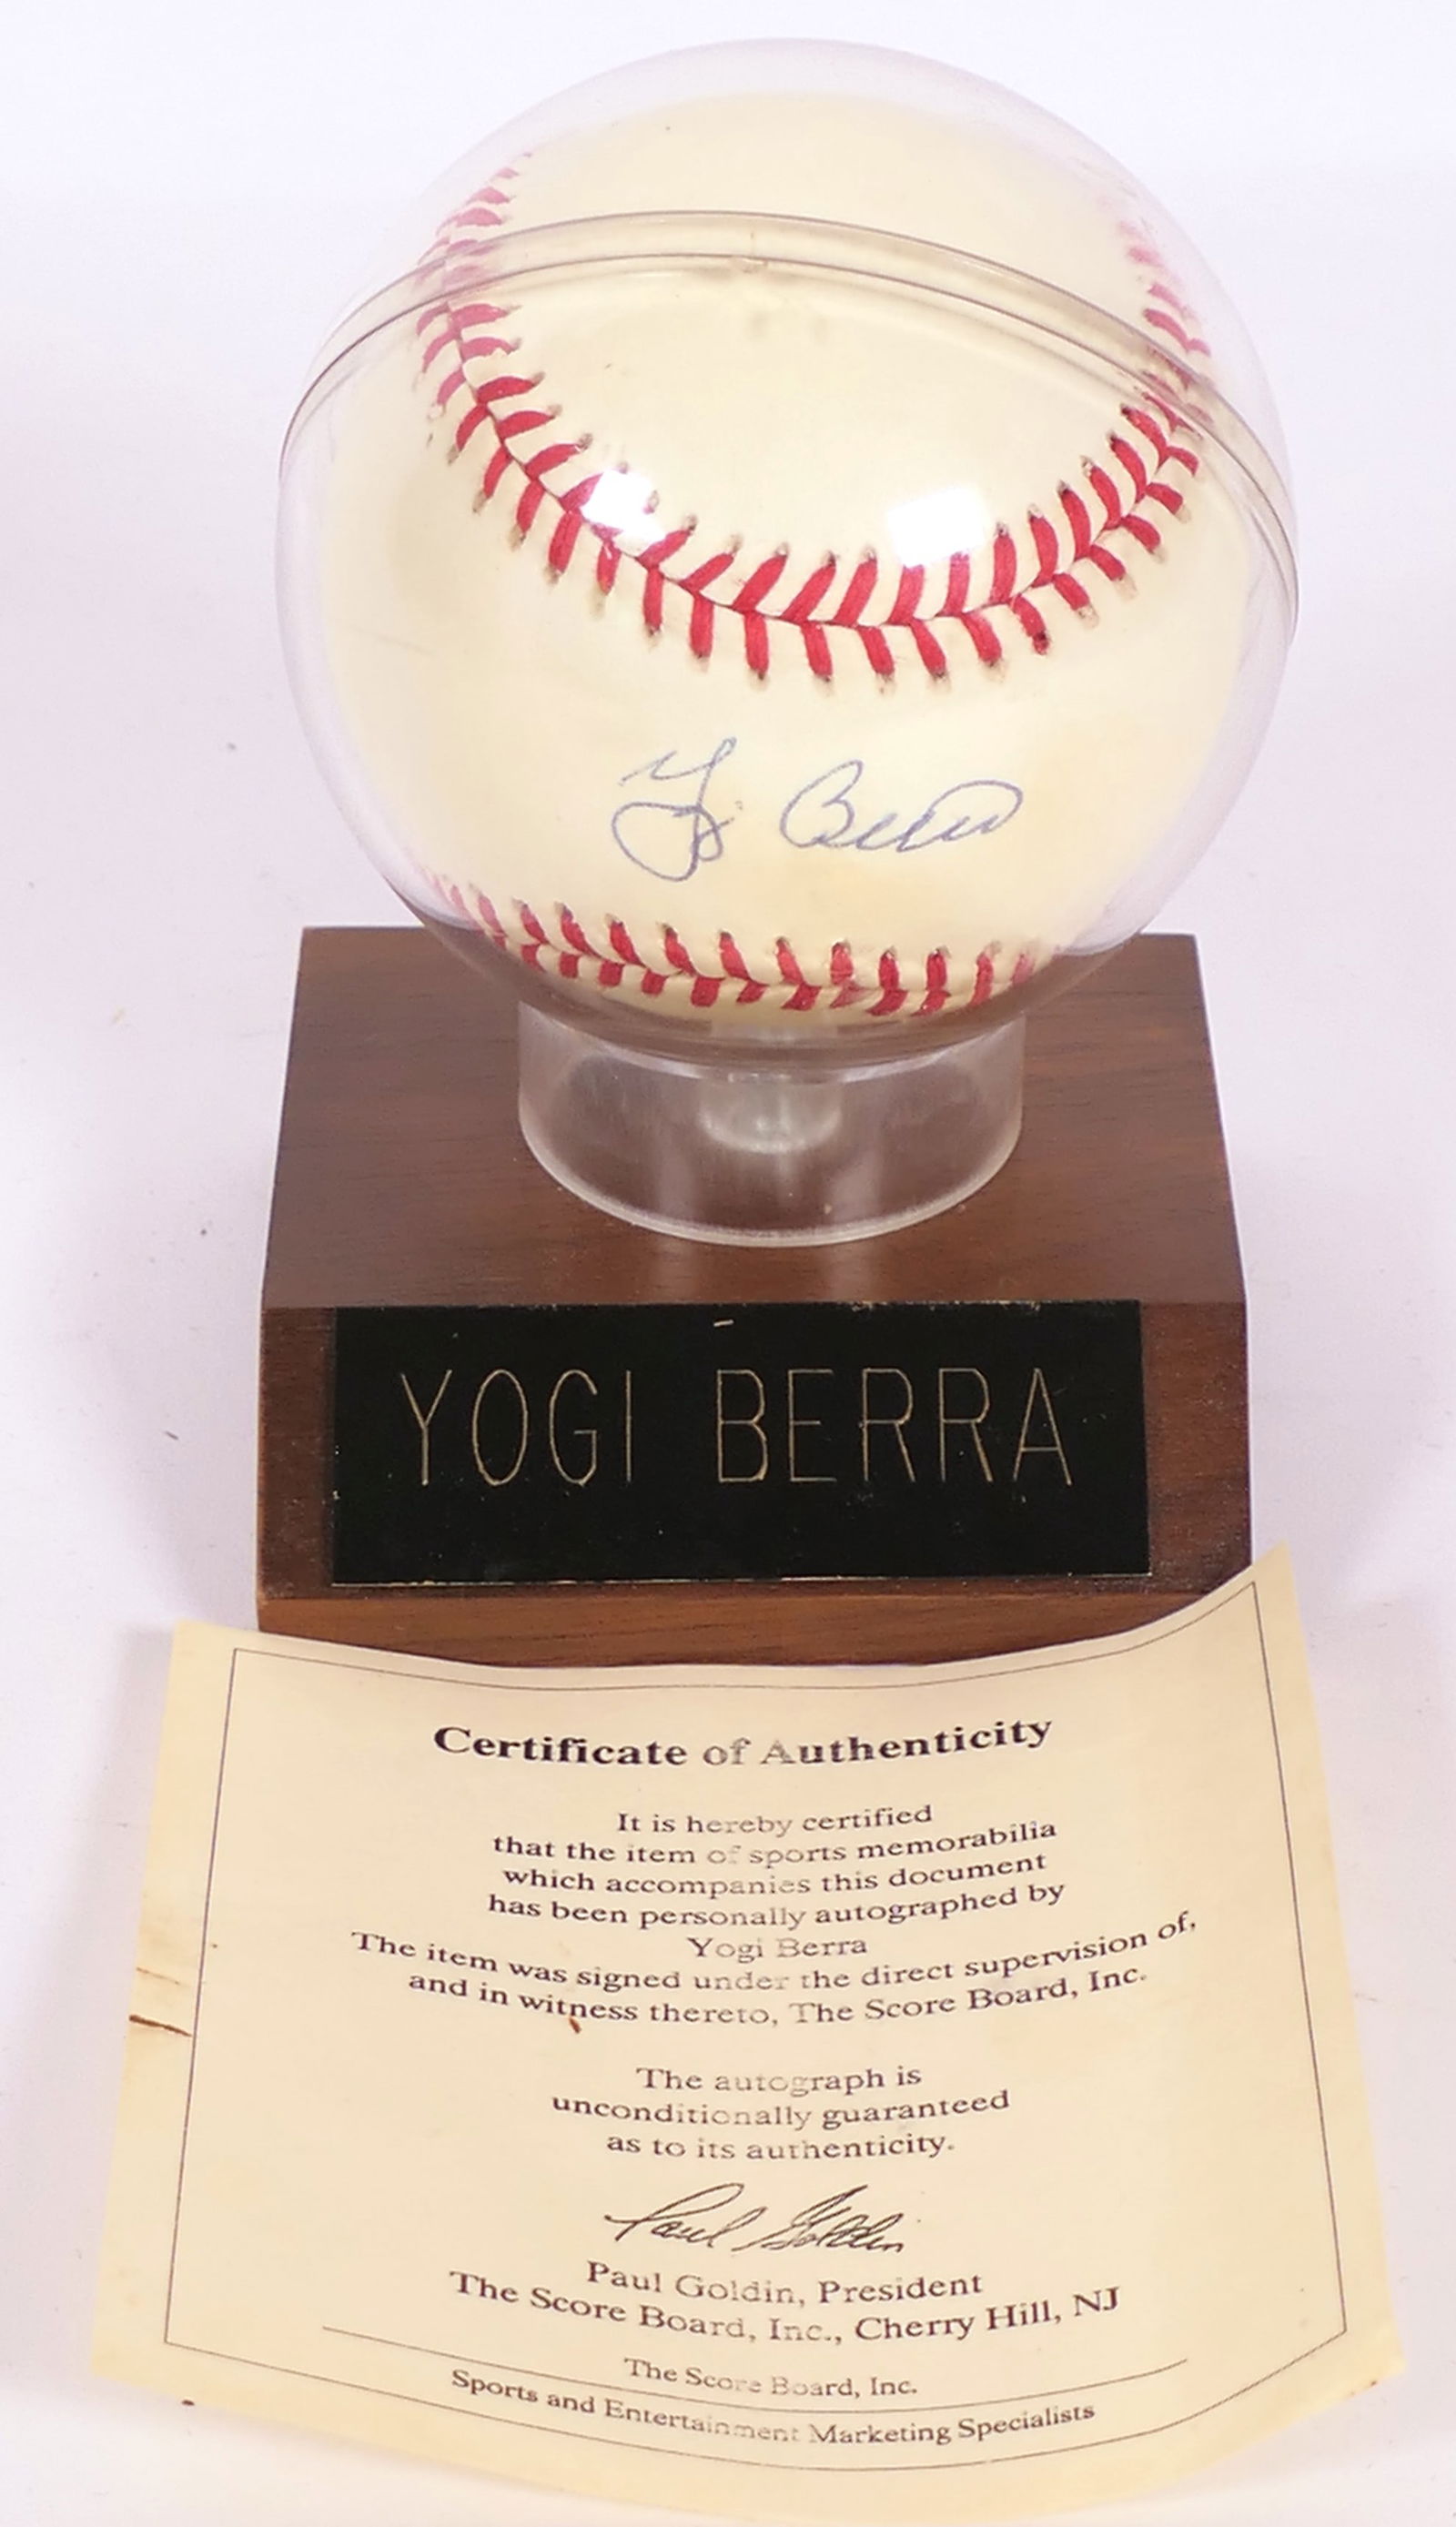 Yogi Berra
YOGI BERRA
Certificate of Authenticity
It is hereby certified
that the item of sports memorabilia
which accompanies this document
has been personally autographed by
Yogi Berra
The item was signed under the direct supervision of,
and in witness thereto, The Score Board, Inc.
The autograph is
unconditionally guaranteed
as to its authenticity.
Paul Goldin
Paul Goldin, President
The Score Board, Inc., Cherry Hill, NJ
The Score Board, Inc.
Sports and Entertainment Marketing Specialists